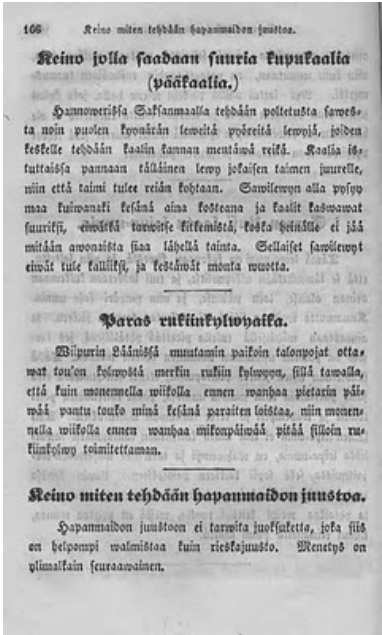 166 Keino miten tehdään hapanmaidon juustoa.
Keino jolla saadaan suuria kupukaalia
(pääkaalia.)
Hannowerissa Saksanmaalla tehdään poltetusta sawes-
ta noin puolen kyynärän leweitä pyöreitä lewyjä, joiden
keskelle tehdään kaalin kannan mentäwä reikä. Kaalia is-
tuttaissa pannaan tälläinen lewy jokaisen taimen juurelle,
niin että taimi tulee reiän kohtaan. Sawilewyn alla pysyy
maa kuiwanaki kesänä aina kosteana ja kaalit kaswawat
suuriksi, eiwätkä tarwitse kitkemistä, koska heinälle ei jää
mitään awonaista siaa lähellä tainta. Sellaiset sawilewyt
eiwät tule kalliiksi, ja kestäwät monta wuotta.
Paras rukiinkylwyaika.
Wiipurin Läänissä muutamin paikoin talonpojat otta-
wat tou'on kylwystä merkin rukiin kylwyyn, sillä tawalla,
että kuin monennella wiikolla ennen wanhaa pietarin päi-
wää pantu touko minä kesänä paraiten loistaa, niin monen-
nella wiikolla ennen wanhaa mikonpäiwää pitää silloin ru-
kiinkylwy toimitettaman.
Keino miten tehdään hapanmaidon juustoa.
Hapanmaidon juustoon ei tarwita juoksuketta, joka siis
on helpompi walmistaa kuin rieskajuusto. Menetys on
ylimalkain seuraawainen.